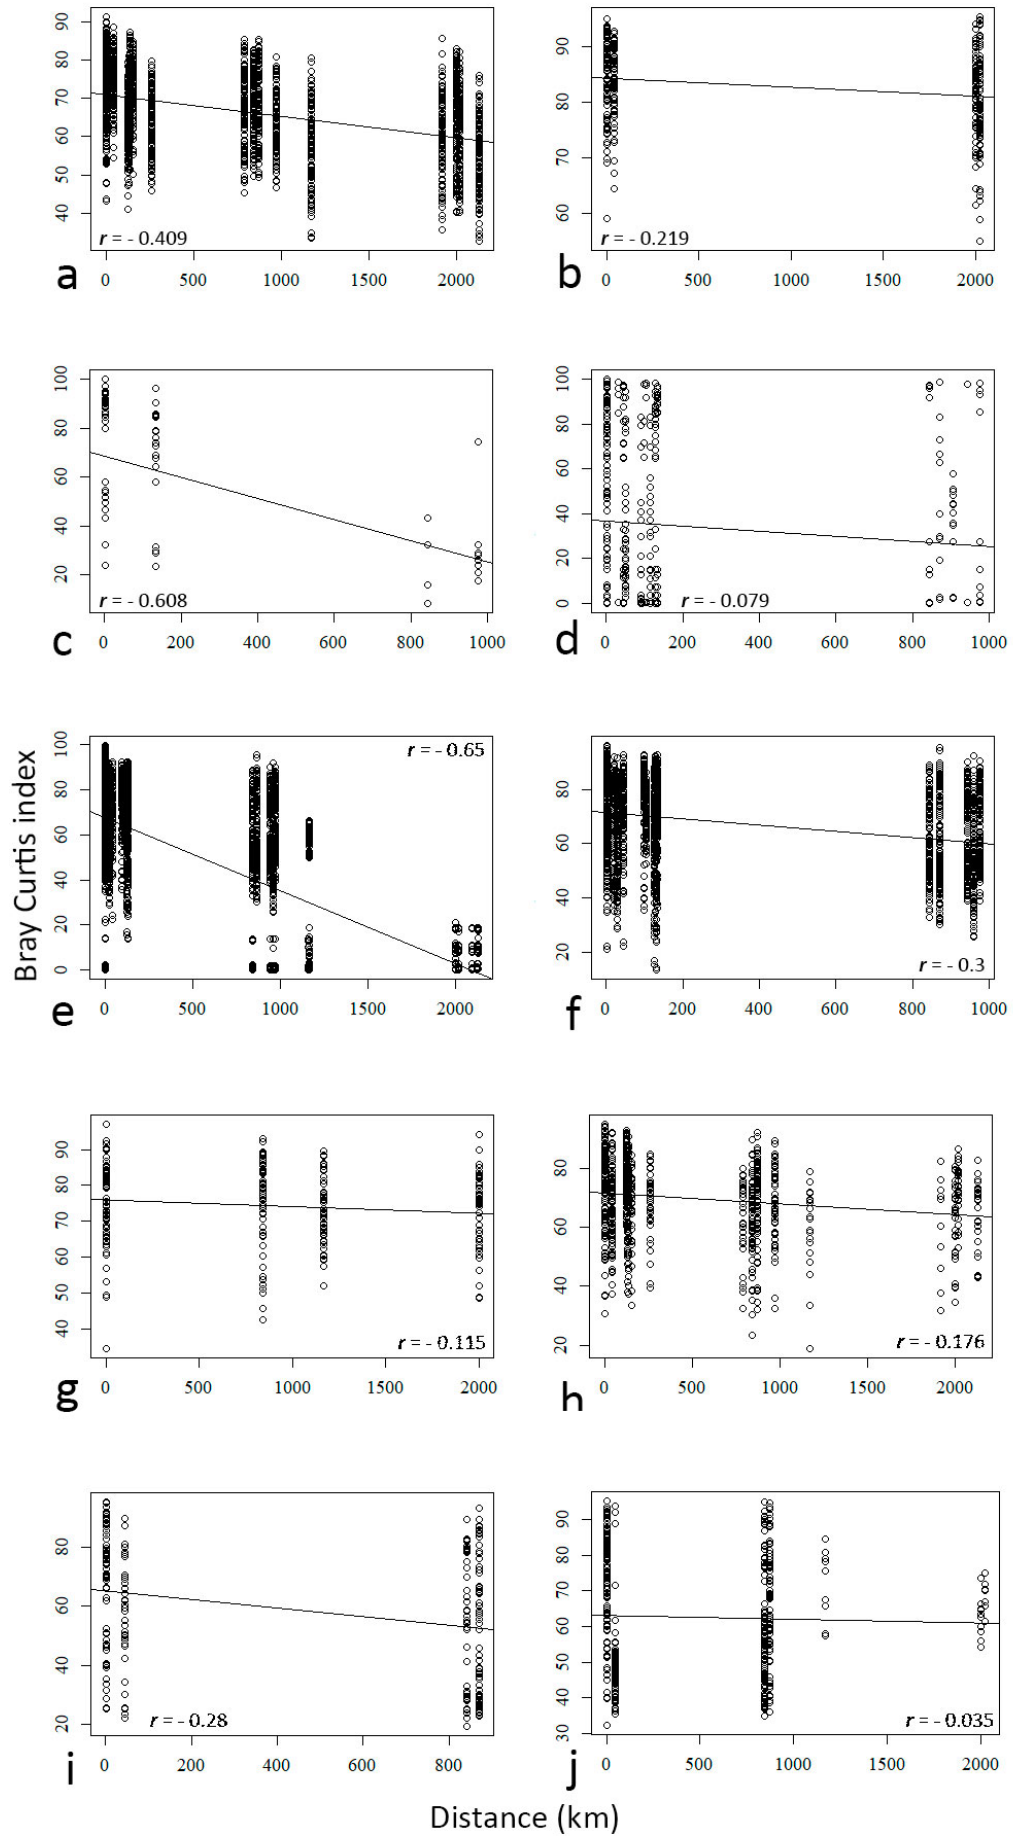 90
80
70
60
50
40
r = - 0.409
0 500 1000 1500 2000
a
90
80
70
60
r = - 0.219
0 500 1000 1500 2000
b
100
80
60
40
20
r = - 0.608
0 200 400 600 800 1000
c
100
80
60
40
20
0
r = - 0.079
0 200 400 600 800 1000
d
Bray Curtis index
100
80
60
40
20
0
r = - 0.65
0 500 1000 1500 2000
e
100
80
60
40
20
r = - 0.3
0 200 400 600 800 1000
f
90
80
70
60
50
40
r = - 0.115
0 500 1000 1500 2000
g
80
60
40
20
r = - 0.176
0 500 1000 1500 2000
h
80
60
40
20
r = - 0.28
0 200 400 600 800
i
90
80
70
60
50
40
30
r = - 0.035
0 500 1000 1500 2000
j
Distance (km)